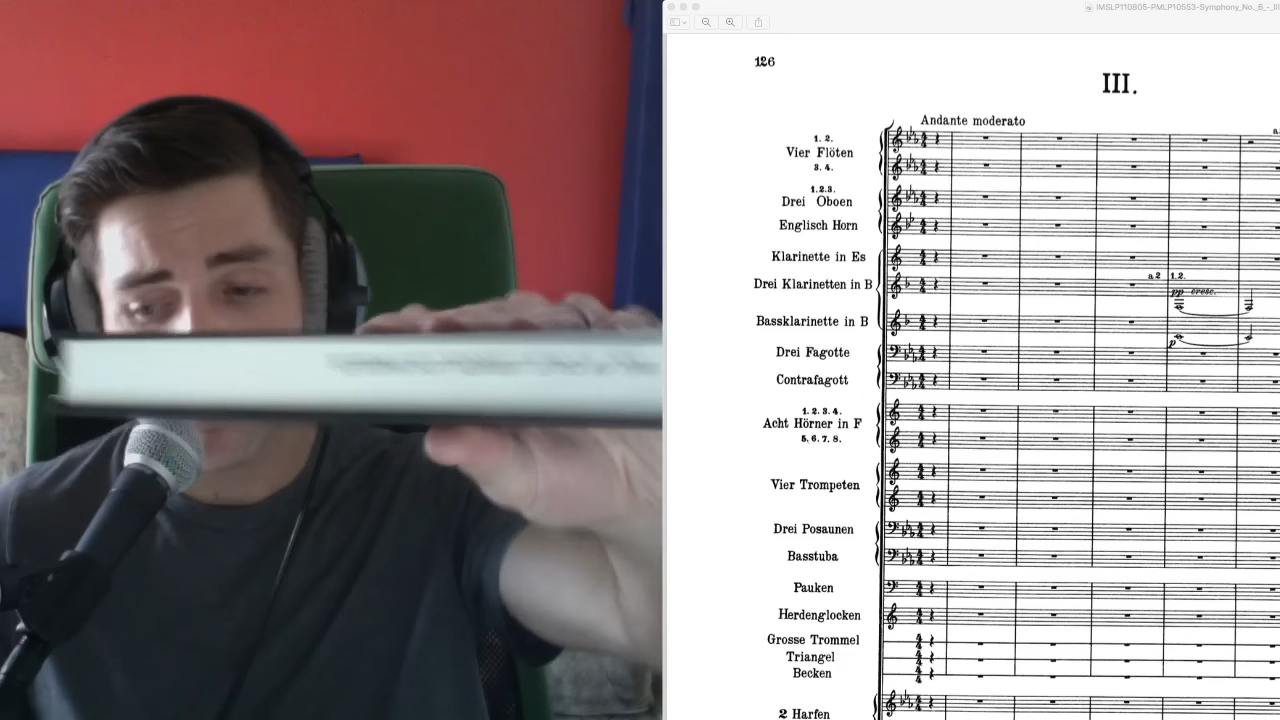 IMSLP110805-PMLP10553-Symphony_No._6_-_III
126
III.
Andante moderato
1. 2.
Vier Flöten
3. 4.
1.2.3.
Drei Oboen
Englisch Horn
Klarinette in Es
a 2 1.2.
Drei Klarinetten in B
pp cresc.
Bassklarinette in B
p
Drei Fagotte
Contrafagott
1. 2. 3. 4.
Acht Hörner in F
5. 6. 7. 8.
Vier Trompeten
Drei Posaunen
Basstuba
Pauken
Herdenglocken
Grosse Trommel
Triangel
Becken
2 Harfen